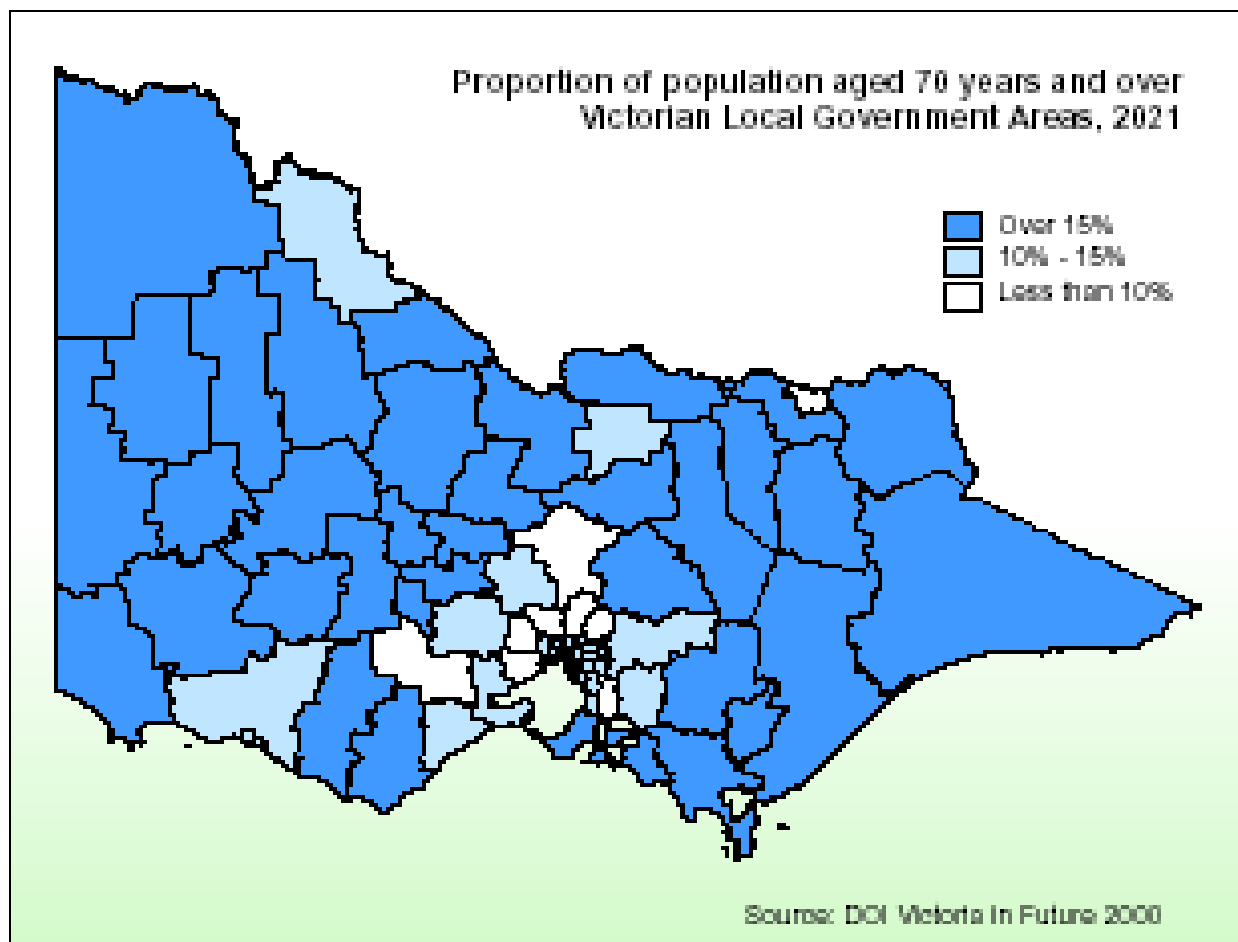 Proportion of population aged 70 years and over
Victorian Local Government Areas, 2021
Over 15%
10% - 15%
Less than 10%
Source: DOI Victoria in Future 2000